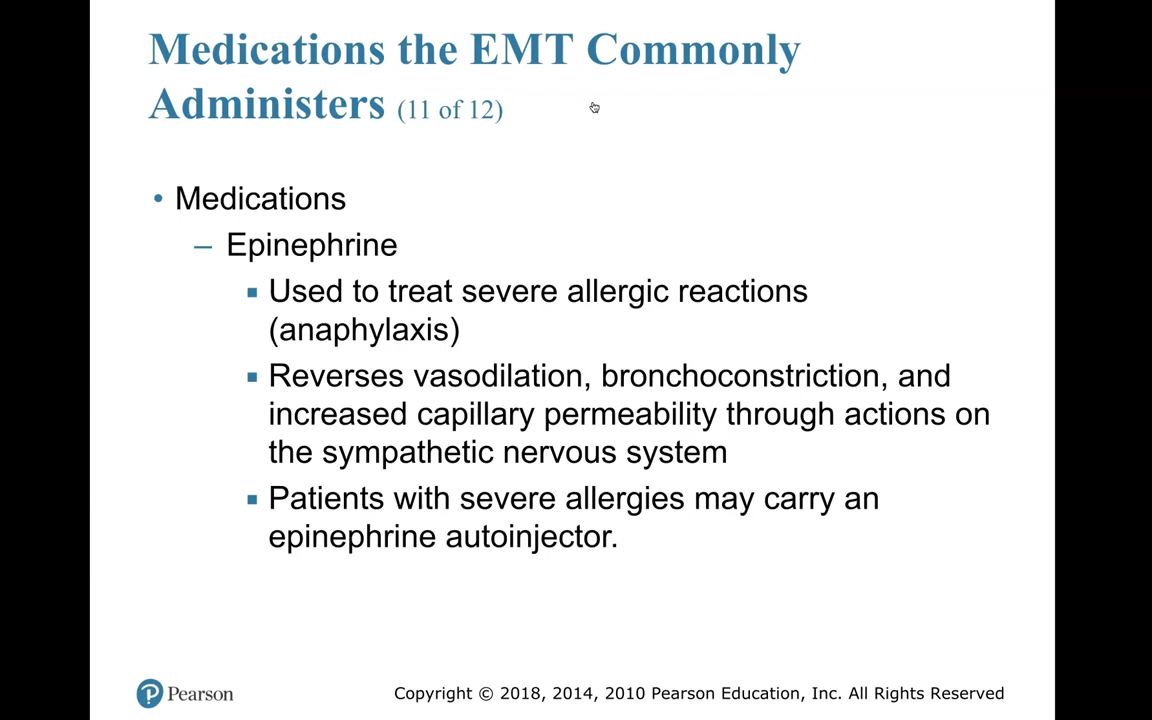 Medications the EMT Commonly
Administers (11 of 12)
• Medications
– Epinephrine
▪ Used to treat severe allergic reactions
(anaphylaxis)
▪ Reverses vasodilation, bronchoconstriction, and
increased capillary permeability through actions on
the sympathetic nervous system
▪ Patients with severe allergies may carry an
epinephrine autoinjector.
Pearson
Copyright © 2018, 2014, 2010 Pearson Education, Inc. All Rights Reserved